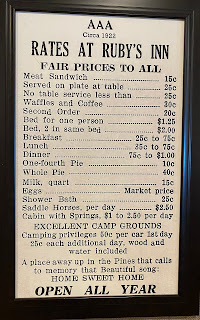 AAA
Circa 1922
RATES AT RUBY'S INN
FAIR PRICES TO ALL
Meat Sandwich ... 15c
Served on plate at table ... 25c
No table service less than ... 25c
Waffles and Coffee ... 30c
Second Order ... 20c
Bed for one person ... $1.25
Bed, 2 in same bed ... $2.00
Breakfast ... 25c to 75c
Lunch ... 35c to 75c
Dinner ... 75c to $1.00
One-fourth Pie ... 10c
Whole Pie ... 40c
Milk, quart ... 15c
Eggs ... Market price
Shower Bath ... 25c
Saddle Horses, per day ... $2.50
Cabin with Springs, $1 to 2.50 per day
EXCELLENT CAMP GROUNDS
Camping privileges 50c per car 1st day
25c each additional day, wood and
water included
A place away up in the Pines that calls
to memory that Beautiful song:
HOME SWEET HOME
OPEN ALL YEAR